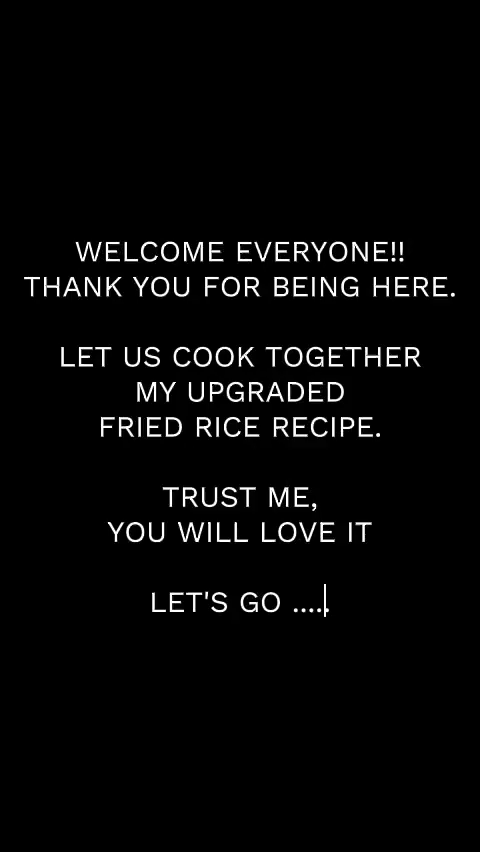 WELCOME EVERYONE!!
THANK YOU FOR BEING HERE.
LET US COOK TOGETHER
MY UPGRADED
FRIED RICE RECIPE.
TRUST ME,
YOU WILL LOVE IT
LET'S GO .....